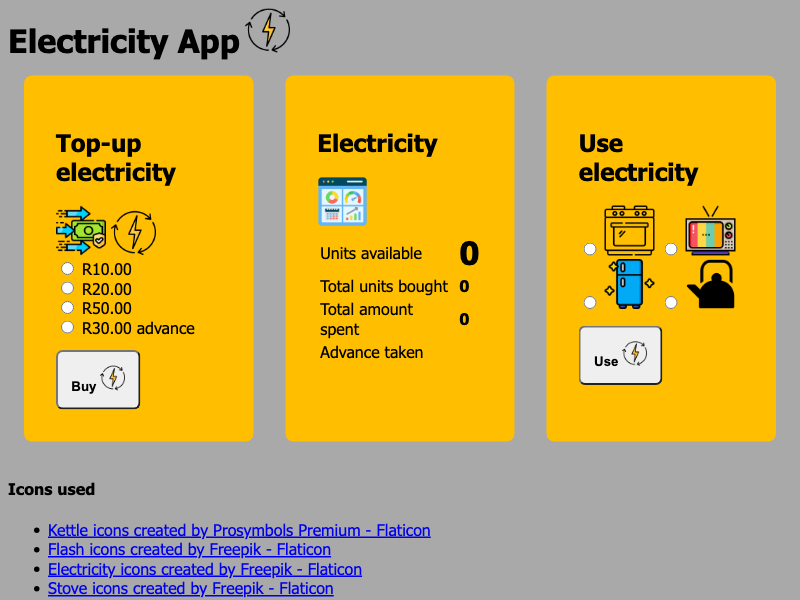 Electricity App
Top-up
electricity
R10.00
R20.00
R50.00
R30.00 advance
Buy
Electricity
Units available 0
Total units bought 0
Total amount
spent 0
Advance taken
Use
electricity
Use
Icons used
Kettle icons created by Prosymbols Premium - Flaticon
Flash icons created by Freepik - Flaticon
Electricity icons created by Freepik - Flaticon
Stove icons created by Freepik - Flaticon